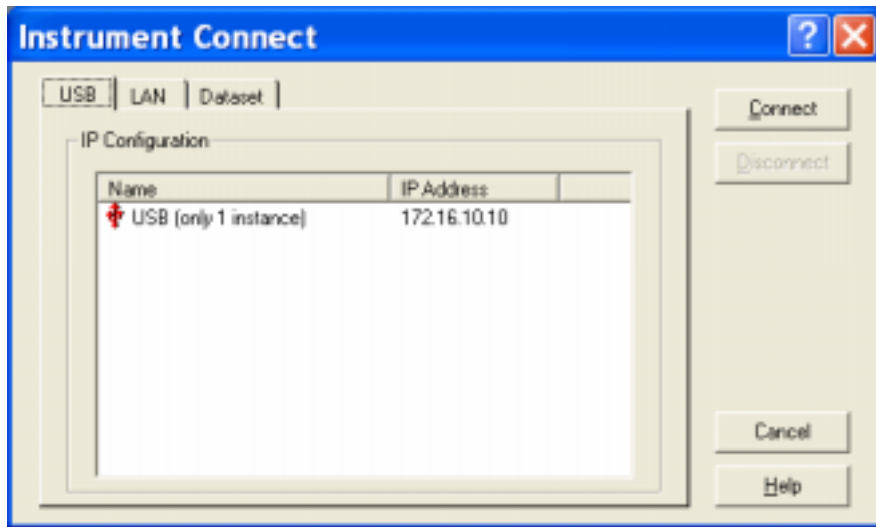 Instrument Connect
USB LAN Dataset
IP Configuration
Name IP Address
USB (only 1 instance) 172.16.10.10
Connect
Disconnect
Cancel
Help